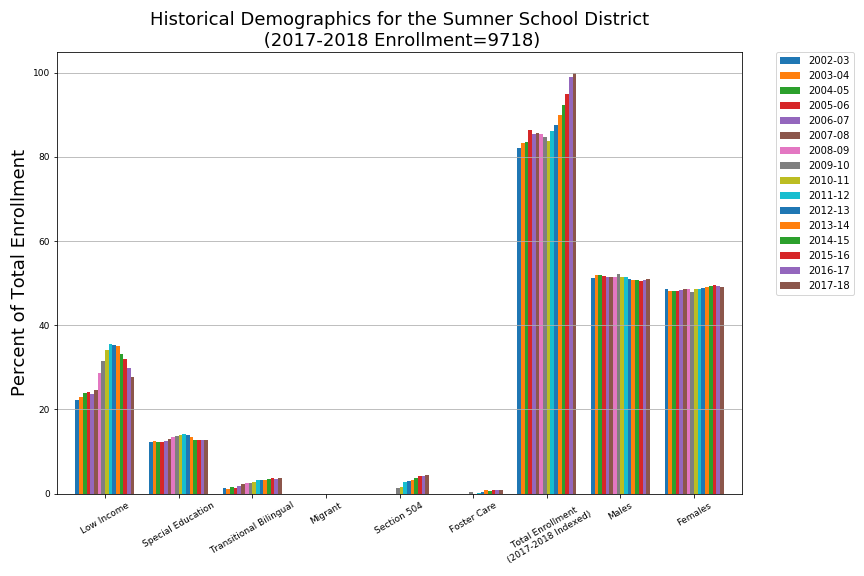 Historical Demographics for the Sumner School District
(2017-2018 Enrollment=9718)
Percent of Total Enrollment
100
80
60
40
20
0
Low Income
Special Education
Transitional Bilingual
Migrant
Section 504
Foster Care
Total Enrollment
(2017-2018 Indexed)
Males
Females
2002-03
2003-04
2004-05
2005-06
2006-07
2007-08
2008-09
2009-10
2010-11
2011-12
2012-13
2013-14
2014-15
2015-16
2016-17
2017-18